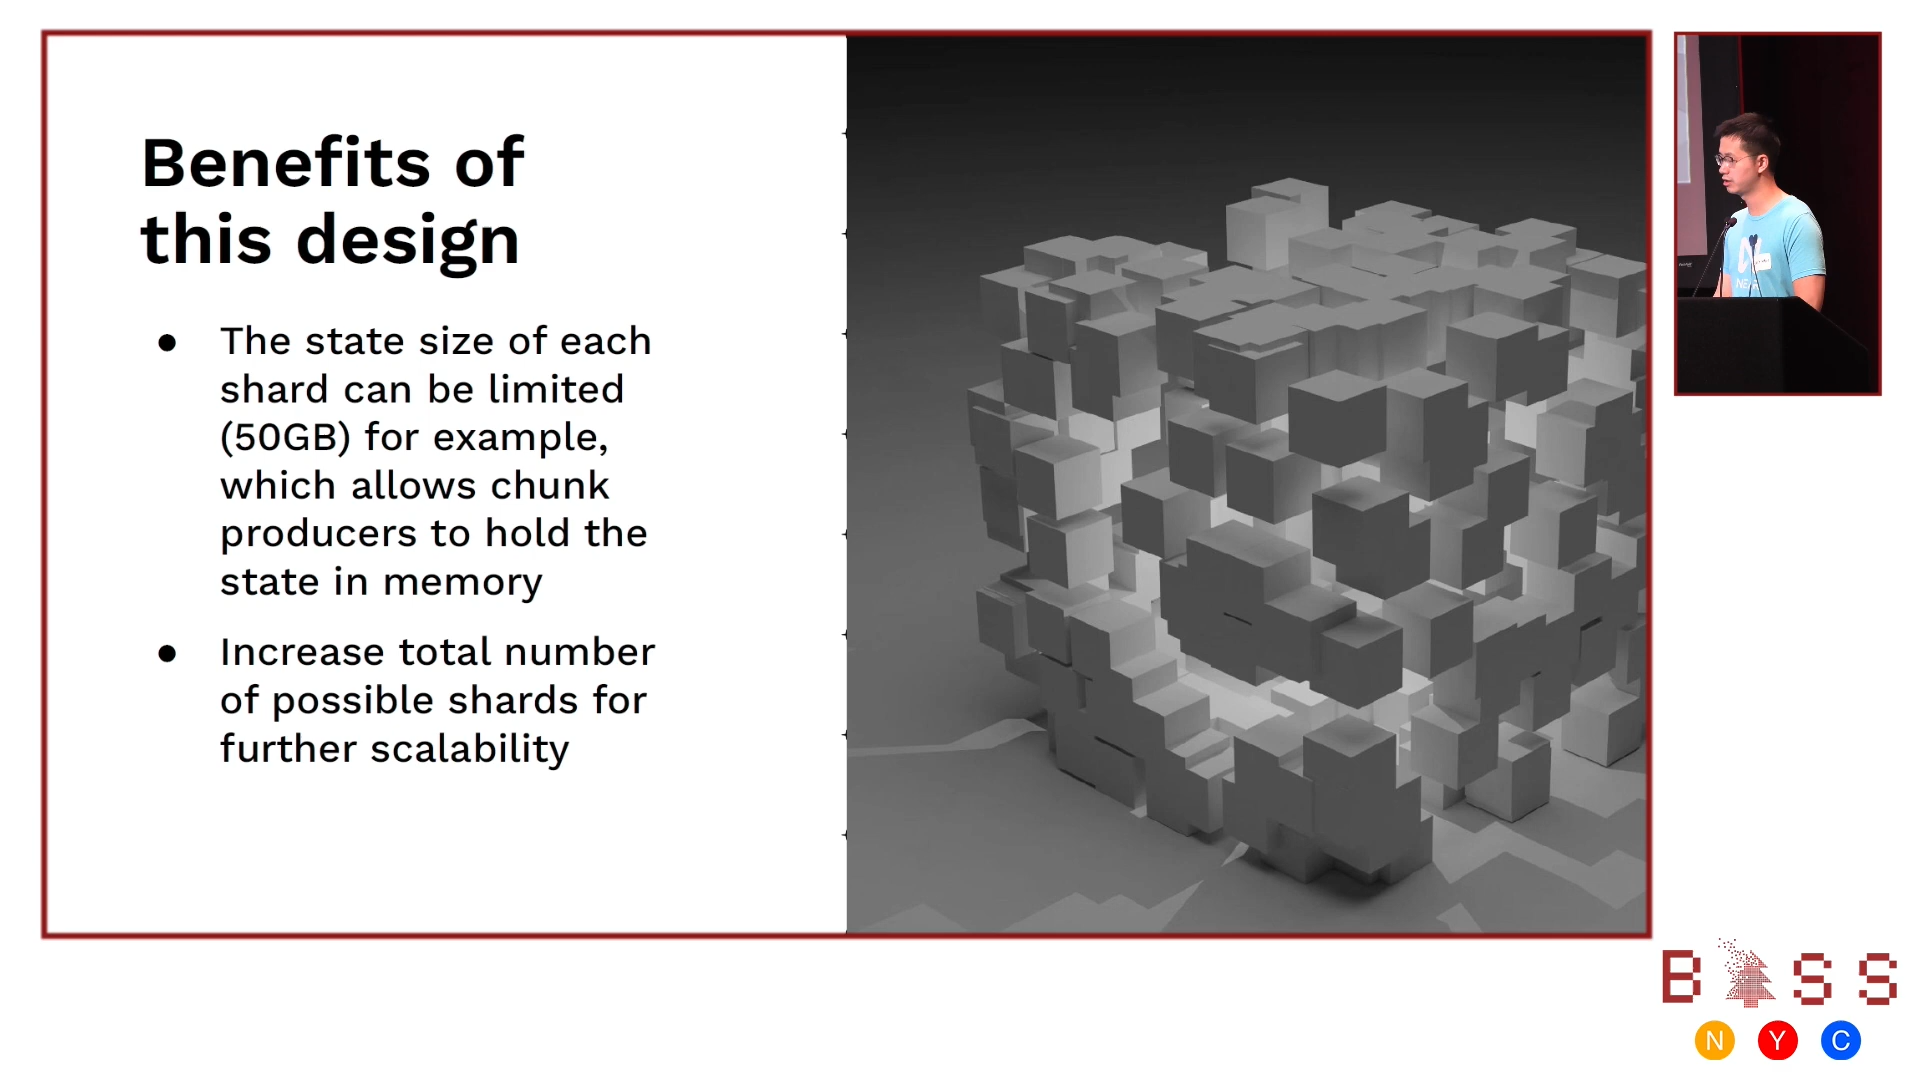 Benefits of
this design
● The state size of each
shard can be limited
(50GB) for example,
which allows chunk
producers to hold the
state in memory
● Increase total number
of possible shards for
further scalability
B S S
N Y C